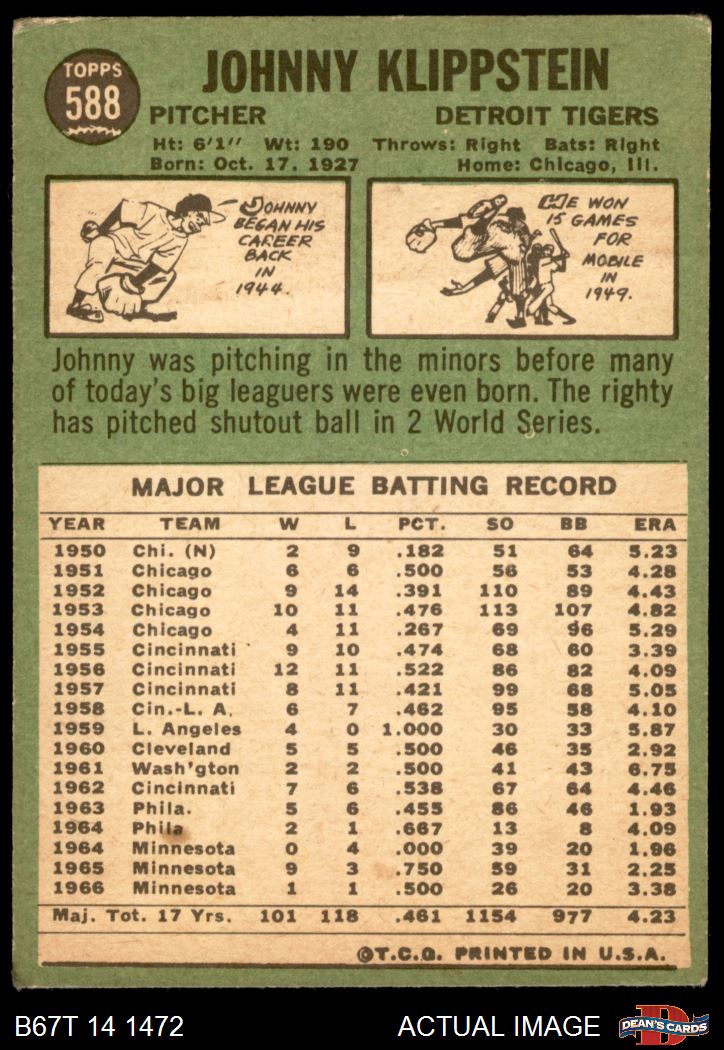 TOPPS
588
JOHNNY KLIPPSTEIN
PITCHER DETROIT TIGERS
Ht: 6'1" Wt: 190 Throws: Right Bats: Right
Born: Oct. 17, 1927 Home: Chicago, Ill.
JOHNNY
BEGAN HIS
CAREER
BACK
IN
1944.
HE WON
15 GAMES
FOR
MOBILE
IN
1949.
Johnny was pitching in the minors before many
of today's big leaguers were even born. The righty
has pitched shutout ball in 2 World Series.
MAJOR LEAGUE BATTING RECORD
YEAR TEAM W L PCT. SO BB ERA
1950 Chi. (N) 2 9 .182 51 64 5.23
1951 Chicago 6 6 .500 56 53 4.28
1952 Chicago 9 14 .391 110 89 4.43
1953 Chicago 10 11 .476 113 107 4.82
1954 Chicago 4 11 .267 69 96 5.29
1955 Cincinnati 9 10 .474 68 60 3.39
1956 Cincinnati 12 11 .522 86 82 4.09
1957 Cincinnati 8 11 .421 99 68 5.05
1958 Cin.-L. A. 6 7 .462 95 58 4.10
1959 L. Angeles 4 0 1.000 30 33 5.87
1960 Cleveland 5 5 .500 46 35 2.92
1961 Wash'gton 2 2 .500 41 43 6.75
1962 Cincinnati 7 6 .538 67 64 4.46
1963 Phila. 5 6 .455 86 46 1.93
1964 Phila 2 1 .667 13 8 4.09
1964 Minnesota 0 4 .000 39 20 1.96
1965 Minnesota 9 3 .750 59 31 2.25
1966 Minnesota 1 1 .500 26 20 3.38
Maj. Tot. 17 Yrs. 101 118 .461 1154 977 4.23
©T.C.G. PRINTED IN U.S.A.
B67T 14 1472 ACTUAL IMAGE
D
DEAN'S CARDS